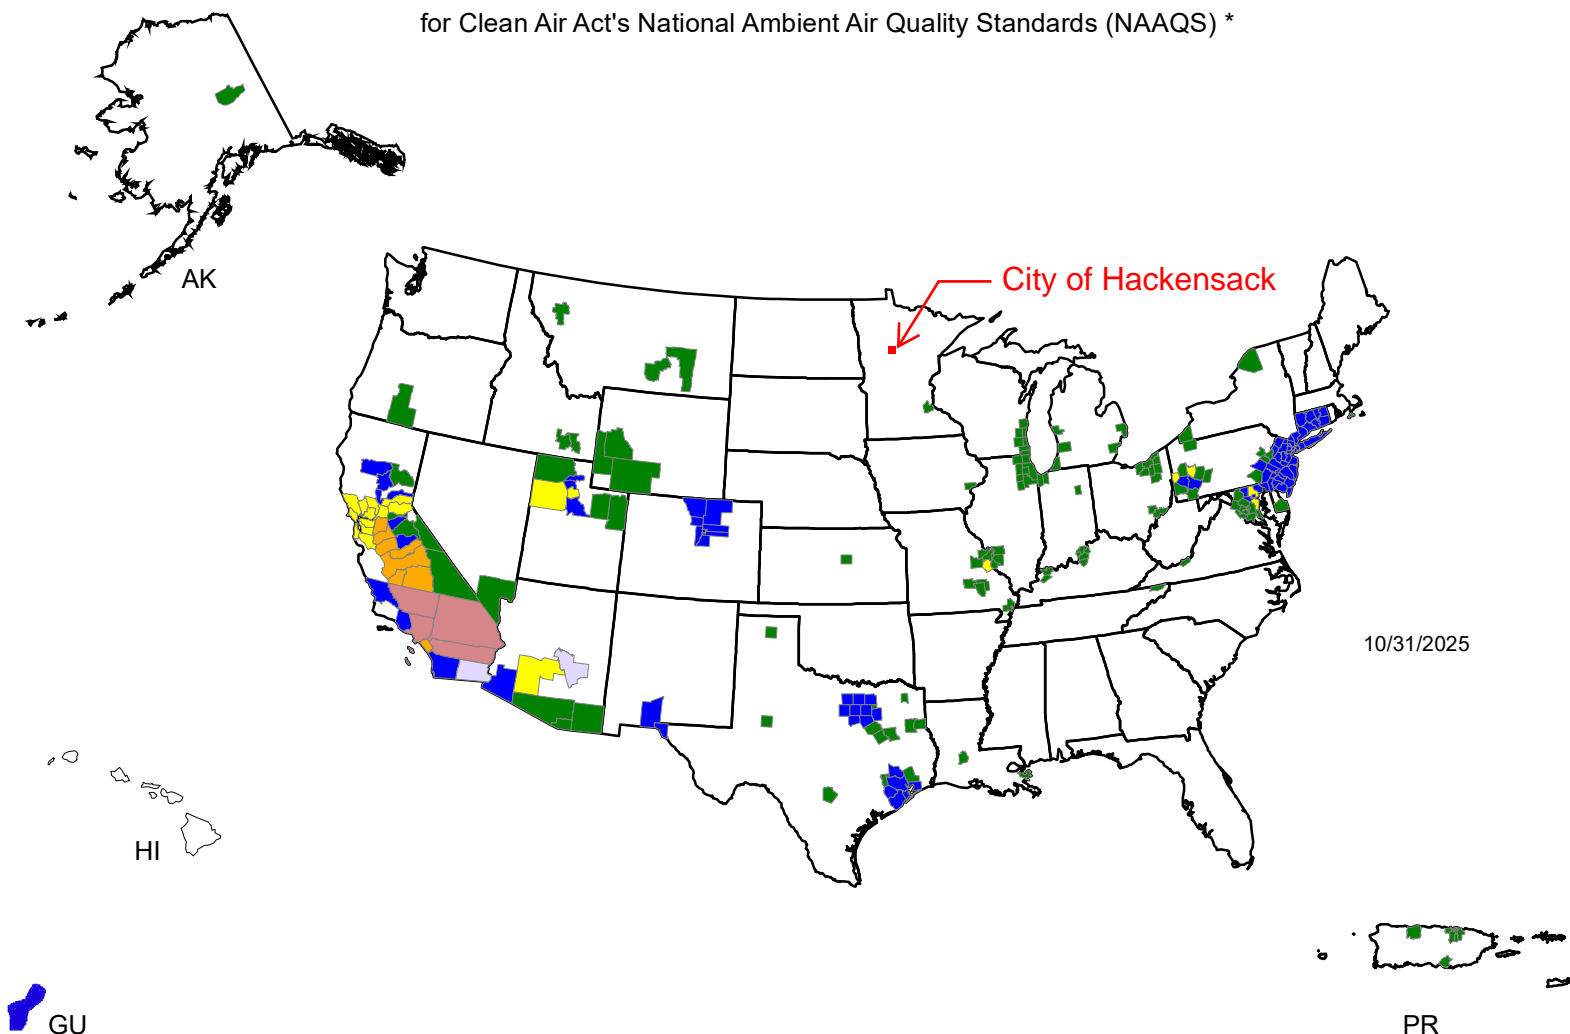 for Clean Air Act's National Ambient Air Quality Standards (NAAQS) *
AK
City of Hackensack
10/31/2025
HI
GU
PR